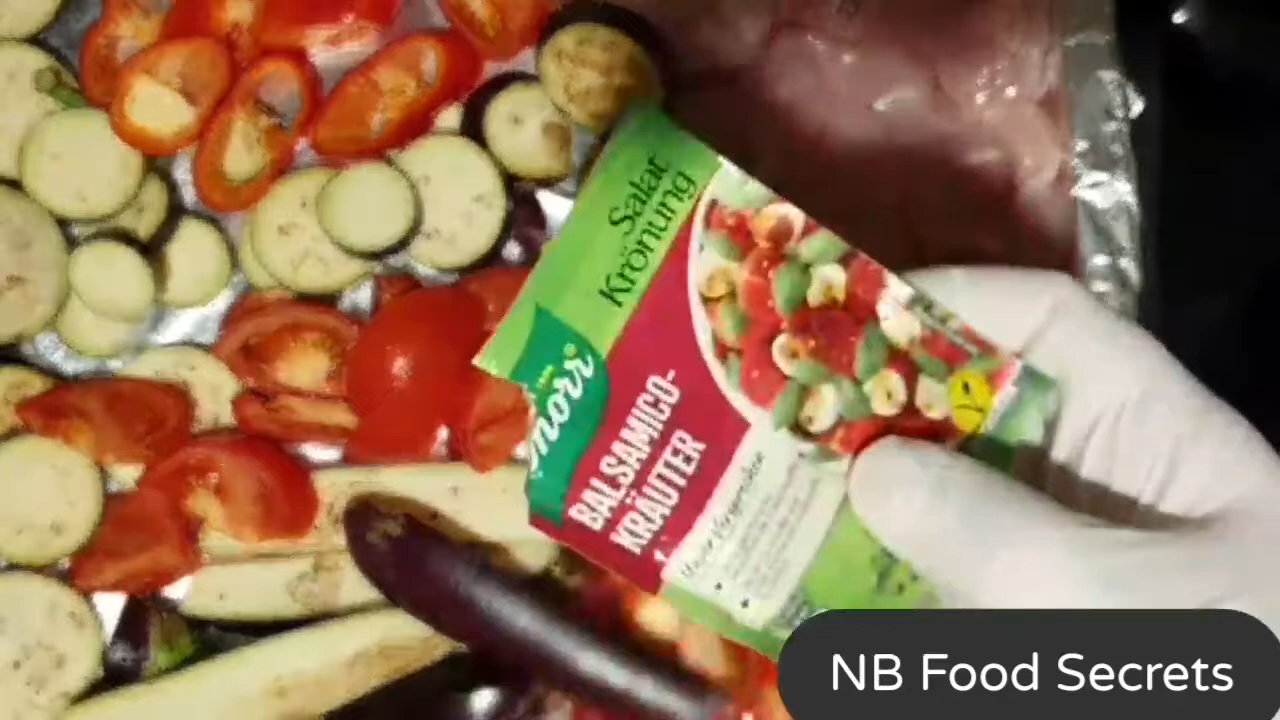 Salat
Krönung
Knorr
BALSAMICO-
KRÄUTER
NB Food Secrets